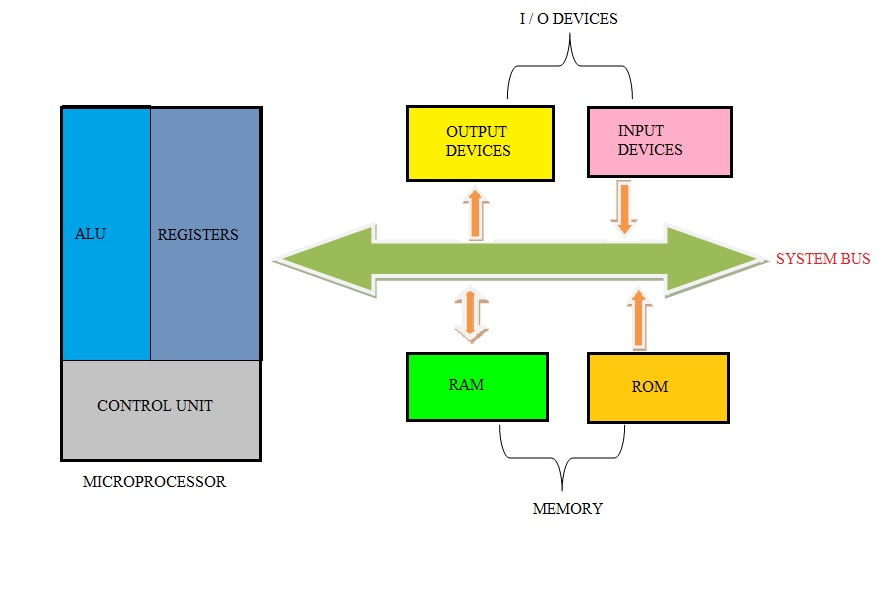 I / O DEVICES
OUTPUT
DEVICES
INPUT
DEVICES
ALU
REGISTERS
SYSTEM BUS
CONTROL UNIT
RAM
ROM
MICROPROCESSOR
MEMORY